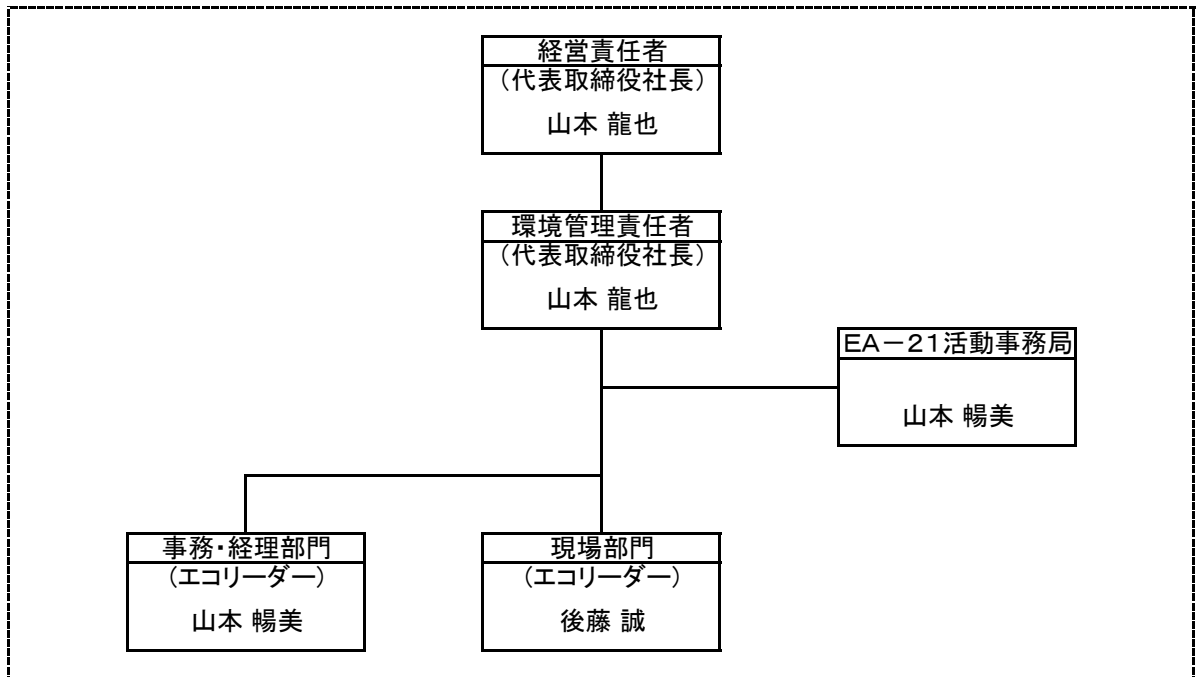 経営責任者
（代表取締役社長）
山本 龍也
環境管理責任者
（代表取締役社長）
山本 龍也
EA－21活動事務局
山本 暢美
事務・経理部門
（エコリーダー）
山本 暢美
現場部門
（エコリーダー）
後藤 誠